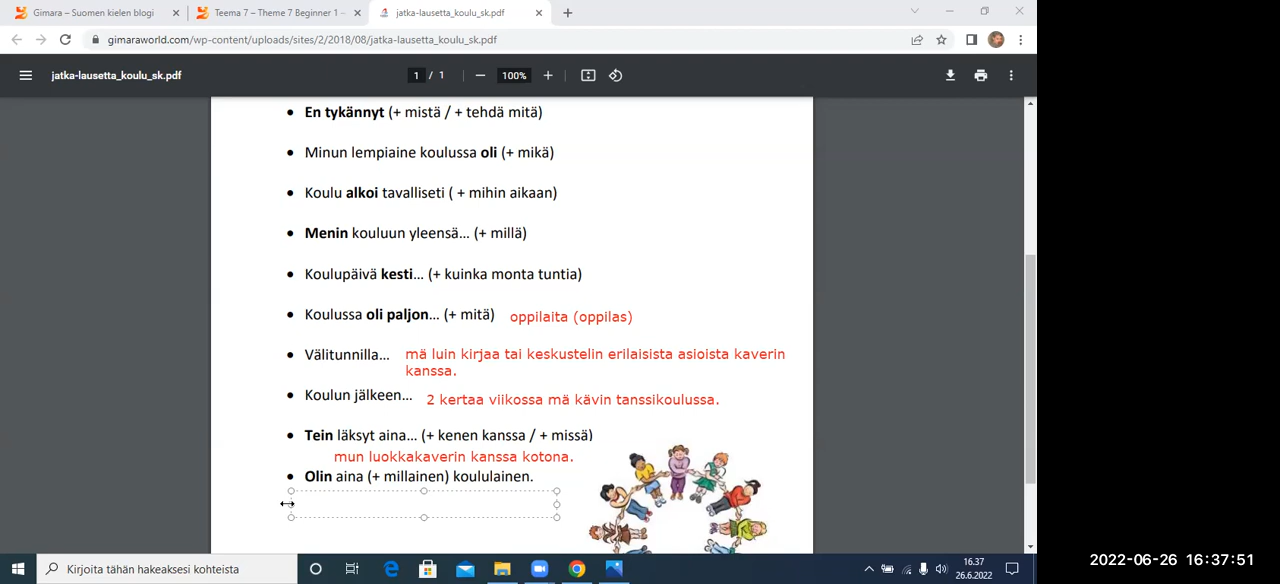 Gimara – Suomen kielen blogi
Teema 7 – Theme 7 Beginner 1 –
jatka-lausetta_koulu_sk.pdf
gimaraworld.com/wp-content/uploads/sites/2/2018/08/jatka-lausetta_koulu_sk.pdf
jatka-lausetta_koulu_sk.pdf
1 / 1
100%
• En tykännyt (+ mistä / + tehdä mitä)
• Minun lempiaine koulussa oli (+ mikä)
• Koulu alkoi tavalliseti ( + mihin aikaan)
• Menin kouluun yleensä... (+ millä)
• Koulupäivä kesti... (+ kuinka monta tuntia)
• Koulussa oli paljon... (+ mitä) oppilaita (oppilas)
• Välitunnilla... mä luin kirjaa tai keskustelin erilaisista asioista kaverin
kanssa.
• Koulun jälkeen... 2 kertaa viikossa mä kävin tanssikoulussa.
• Tein läksyt aina... (+ kenen kanssa / + missä)
mun luokkakaverin kanssa kotona.
• Olin aina (+ millainen) koululainen.
Kirjoita tähän hakeaksesi kohteista
16.37
26.6.2022
2022-06-26 16:37:51